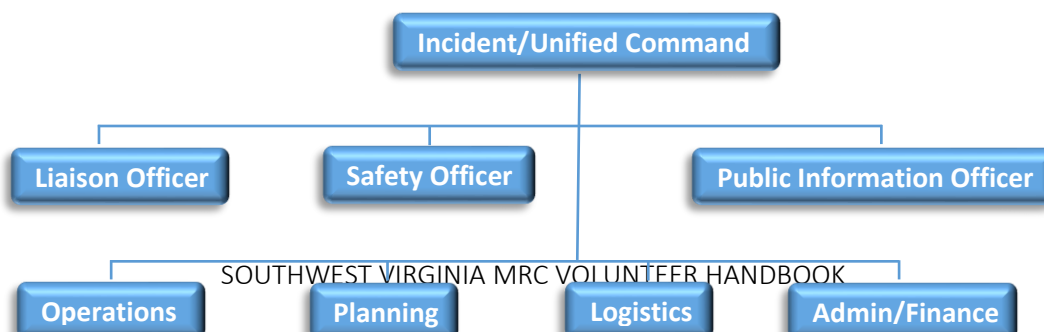 Incident/Unified Command
Liaison Officer
Safety Officer
Public Information Officer
SOUTHWEST VIRGINIA MRC VOLUNTEER HANDBOOK
Operations
Planning
Logistics
Admin/Finance